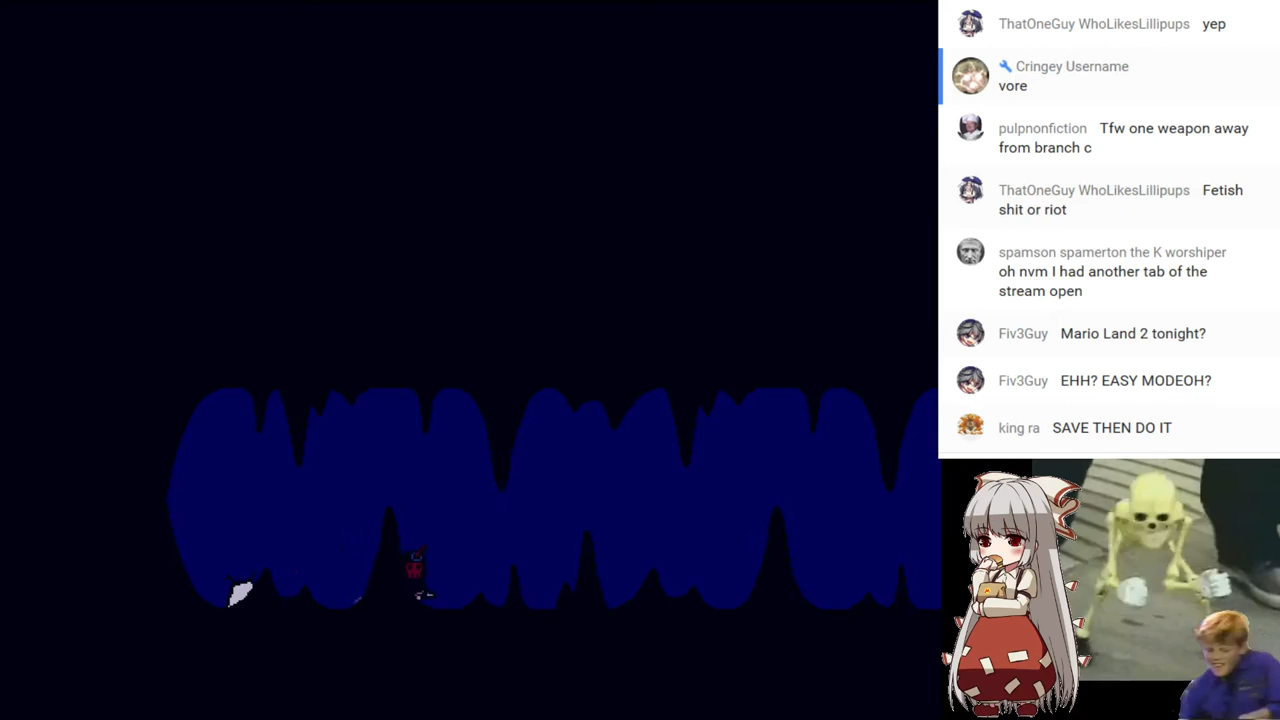 ThatOneGuy WhoLikesLillipups yep
Cringey Username
vore
pulpnonfiction Tfw one weapon away
from branch c
ThatOneGuy WhoLikesLillipups Fetish
shit or riot
spamson spamerton the K worshiper
oh nvm I had another tab of the
stream open
Fiv3Guy Mario Land 2 tonight?
Fiv3Guy EHH? EASY MODEOH?
king ra SAVE THEN DO IT